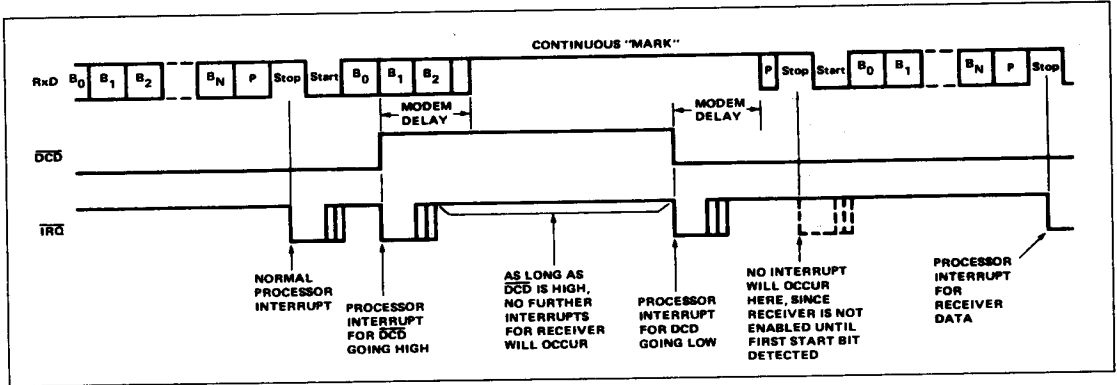 CONTINUOUS "MARK"
RxD B0 B1 B2 BN P Stop Start B0 B1 B2 P Stop Start B0 B1 BN P Stop
MODEM
DELAY
MODEM
DELAY
DCD
IRQ
NORMAL
PROCESSOR
INTERRUPT
PROCESSOR
INTERRUPT
FOR DCD
GOING HIGH
AS LONG AS
DCD IS HIGH,
NO FURTHER
INTERRUPTS
FOR RECEIVER
WILL OCCUR
PROCESSOR
INTERRUPT
FOR DCD
GOING LOW
NO INTERRUPT
WILL OCCUR
HERE, SINCE
RECEIVER IS NOT
ENABLED UNTIL
FIRST START BIT
DETECTED
PROCESSOR
INTERRUPT
FOR
RECEIVER
DATA